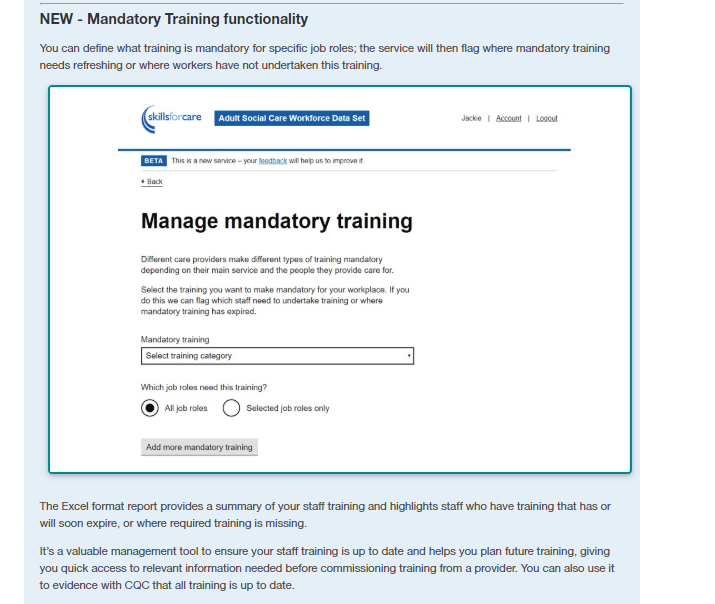 NEW - Mandatory Training functionality
You can define what training is mandatory for specific job roles; the service will then flag where mandatory training
needs refreshing or where workers have not undertaken this training.
skillsforcare
Adult Social Care Workforce Data Set
Jackie | Account | Logout
BETA This is a new service – your feedback will help us to improve it
Back
Manage mandatory training
Different care providers make different types of training mandatory
depending on their main service and the people they provide care for.
Select the training you want to make mandatory for your workplace. If you
do this we can flag which staff need to undertake training or where
mandatory training has expired.
Mandatory training
Select training category
Which job roles need this training?
All job roles Selected job roles only
Add more mandatory training
The Excel format report provides a summary of your staff training and highlights staff who have training that has or
will soon expire, or where required training is missing.
It's a valuable management tool to ensure your staff training is up to date and helps you plan future training, giving
you quick access to relevant information needed before commissioning training from a provider. You can also use it
to evidence with CQC that all training is up to date.